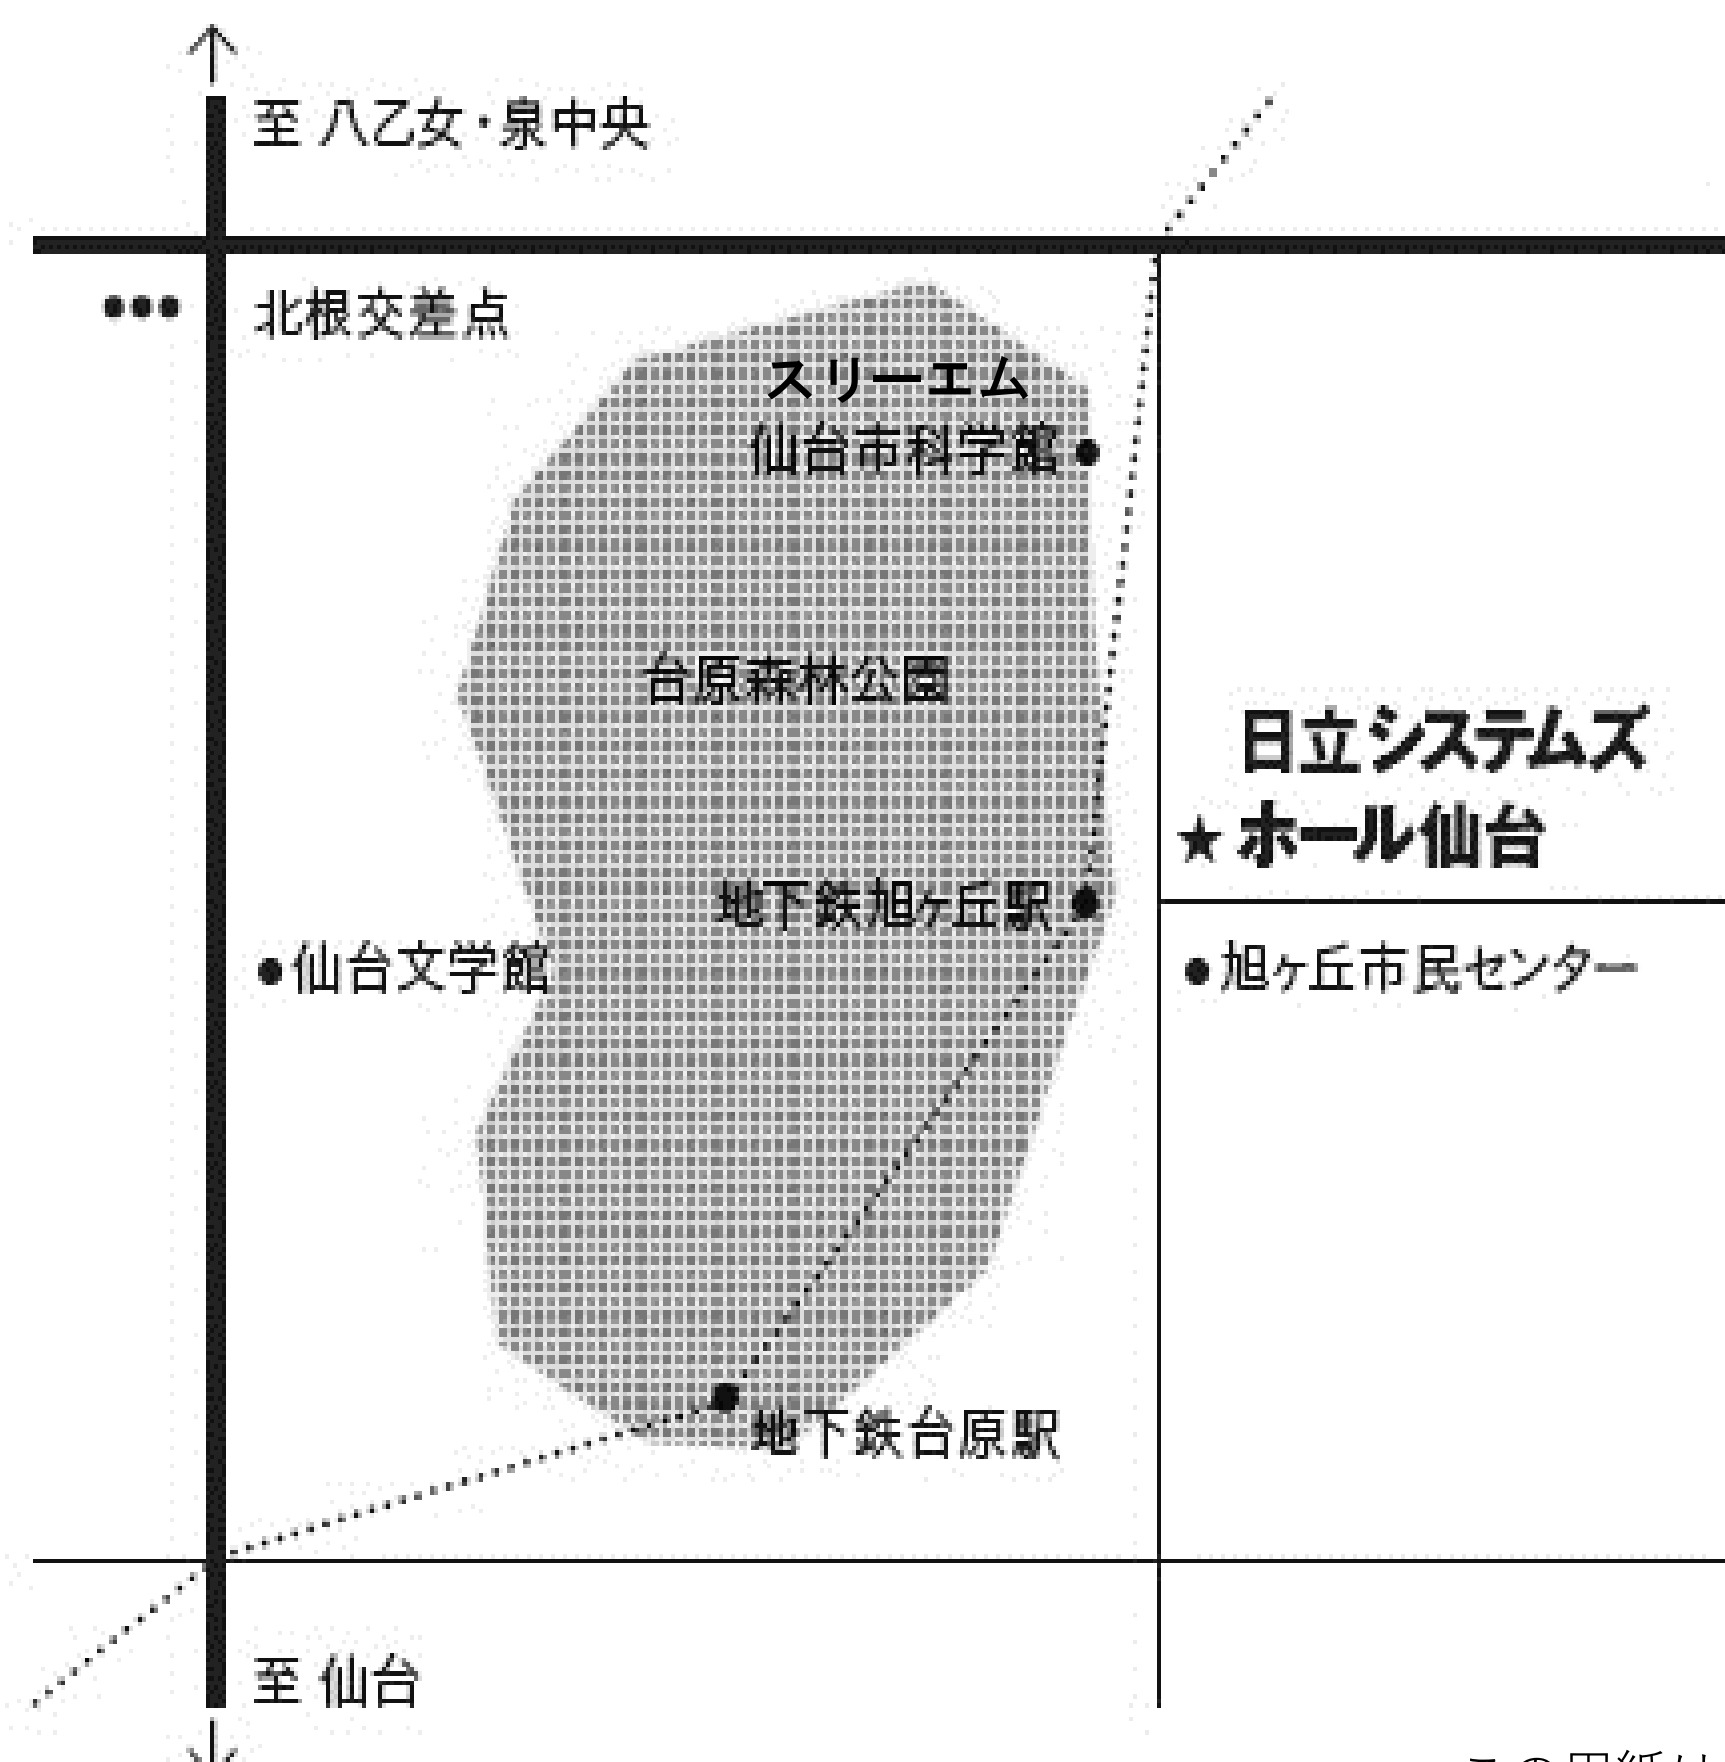 至 八乙女・泉中央
北根交差点
スリーエム
仙台市科学館
台原森林公園
日立システムズ
★ ホール仙台
地下鉄旭ヶ丘駅
●仙台文学館
●旭ヶ丘市民センター
地下鉄台原駅
至 仙台